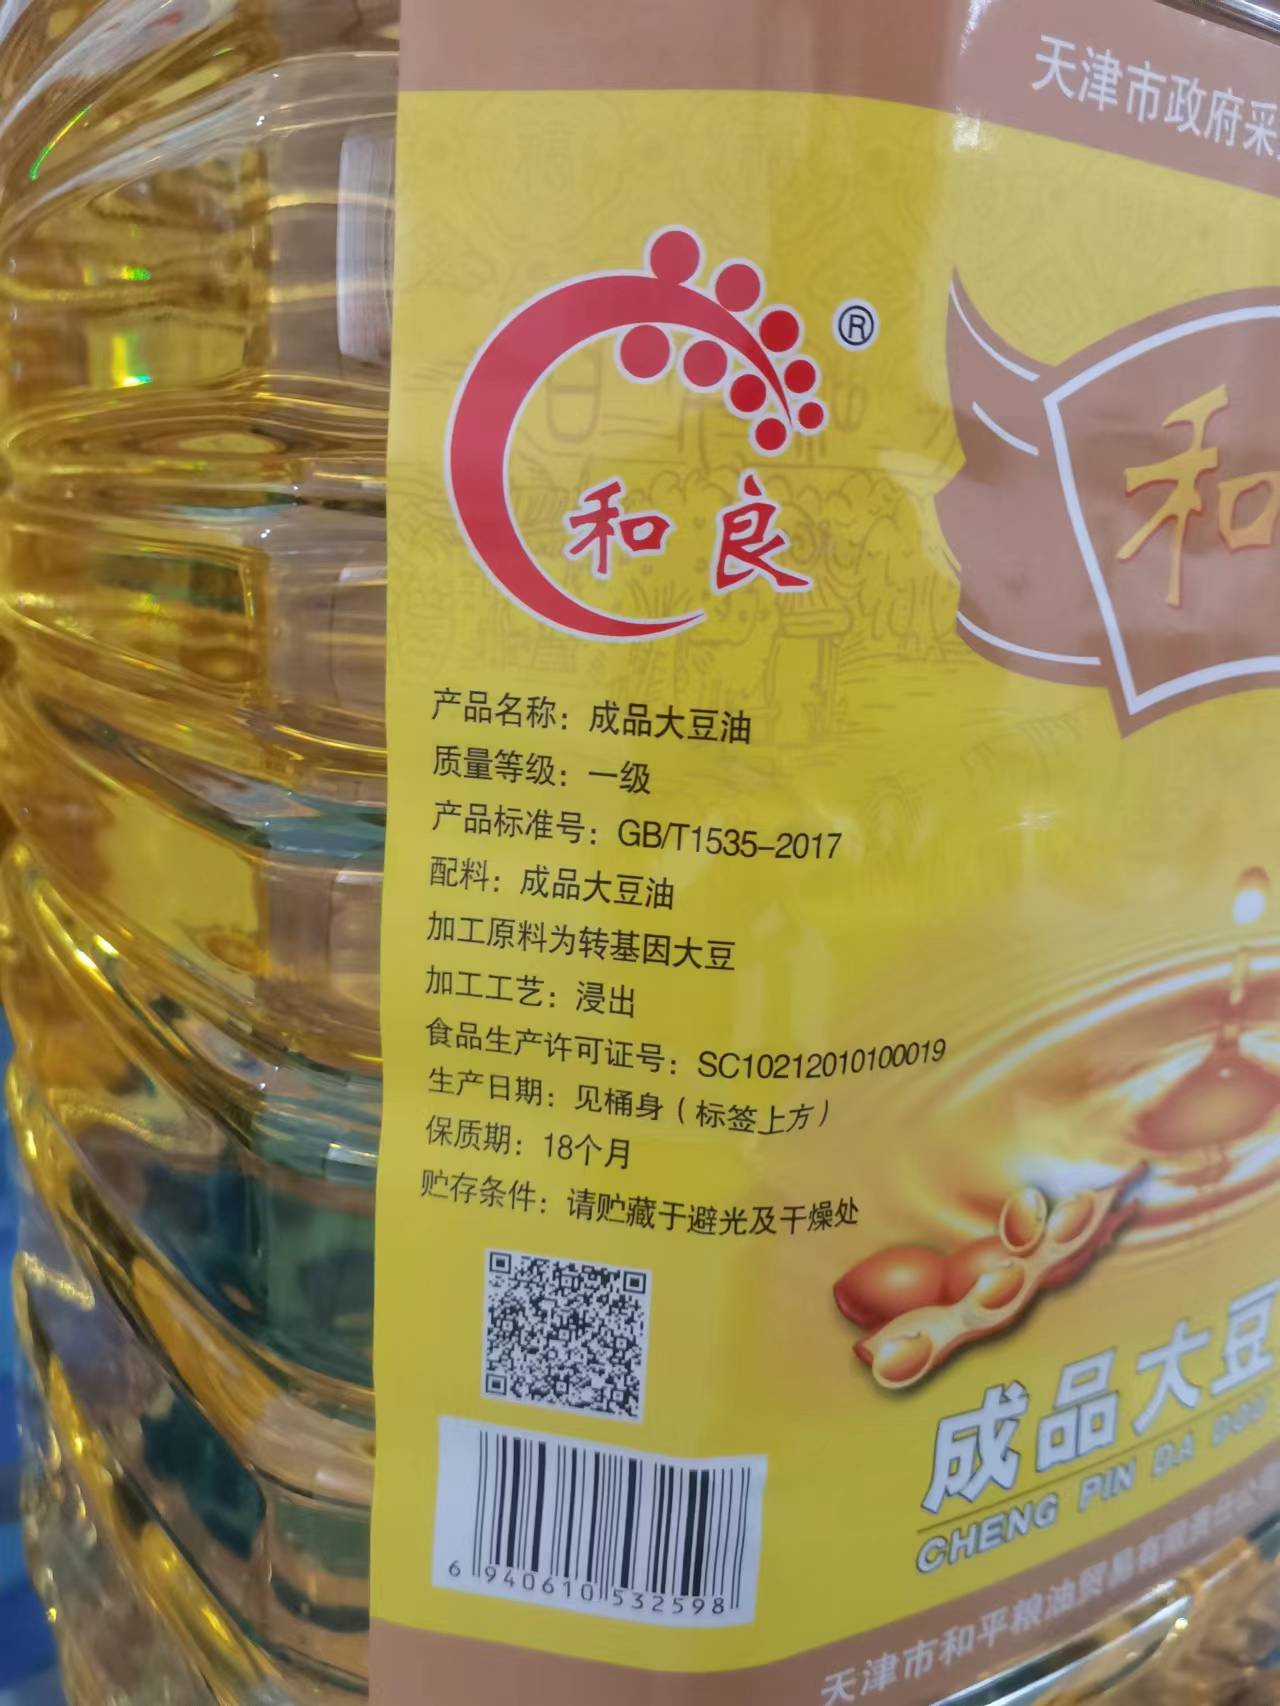 天津市政府采
®
和良
和
产品名称：成品大豆油
质量等级：一级
产品标准号：GB/T1535-2017
配料：成品大豆油
加工原料为转基因大豆
加工工艺：浸出
食品生产许可证号：SC10212010100019
生产日期：见桶身（标签上方）
保质期：18个月
贮存条件：请贮藏于避光及干燥处
成品大豆
CHENG PIN DA DOU
6 940610 532598
天津市和平粮油贸易有限责任公